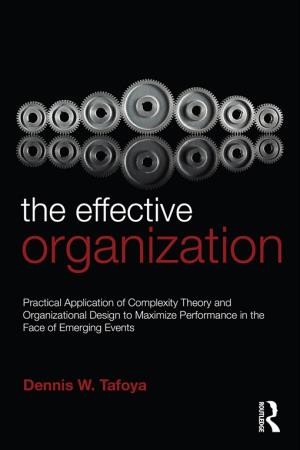 the effective
organization
Practical Application of Complexity Theory and
Organizational Design to Maximize Performance in the
Face of Emerging Events
Dennis W. Tafoya
ROUTLEDGE